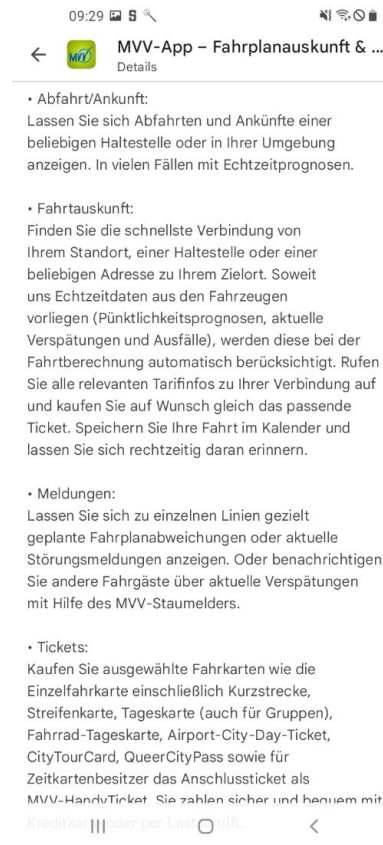 09:29
MVV-App – Fahrplanauskunft & ...
MVV
Details
• Abfahrt/Ankunft:
Lassen Sie sich Abfahrten und Ankünfte einer
beliebigen Haltestelle oder in Ihrer Umgebung
anzeigen. In vielen Fällen mit Echtzeitprognosen.
• Fahrtauskunft:
Finden Sie die schnellste Verbindung von
Ihrem Standort, einer Haltestelle oder einer
beliebigen Adresse zu Ihrem Zielort. Soweit
uns Echtzeitdaten aus den Fahrzeugen
vorliegen (Pünktlichkeitsprognosen, aktuelle
Verspätungen und Ausfälle), werden diese bei der
Fahrtberechnung automatisch berücksichtigt. Rufen
Sie alle relevanten Tarifinfos zu Ihrer Verbindung auf
und kaufen Sie auf Wunsch gleich das passende
Ticket. Speichern Sie Ihre Fahrt im Kalender und
lassen Sie sich rechtzeitig daran erinnern.
• Meldungen:
Lassen Sie sich zu einzelnen Linien gezielt
geplante Fahrplanabweichungen oder aktuelle
Störungsmeldungen anzeigen. Oder benachrichtigen
Sie andere Fahrgäste über aktuelle Verspätungen
mit Hilfe des MVV-Staumelders.
• Tickets:
Kaufen Sie ausgewählte Fahrkarten wie die
Einzelfahrkarte einschließlich Kurzstrecke,
Streifenkarte, Tageskarte (auch für Gruppen),
Fahrrad-Tageskarte, Airport-City-Day-Ticket,
CityTourCard, QueerCityPass sowie für
Zeitkartenbesitzer das Anschlussticket als
MVV-HandyTicket. Sie zahlen sicher und bequem mit
Kreditkarte oder per Lastschrift.